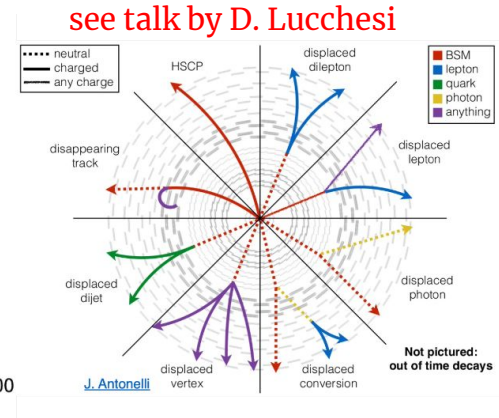 see talk by D. Lucchesi
neutral
charged
any charge
HSCP
displaced
dilepton
BSM
lepton
quark
photon
anything
disappearing
track
displaced
lepton
displaced
dijet
displaced
photon
displaced
vertex
displaced
conversion
Not pictured:
out of time decays
00
J. Antonelli